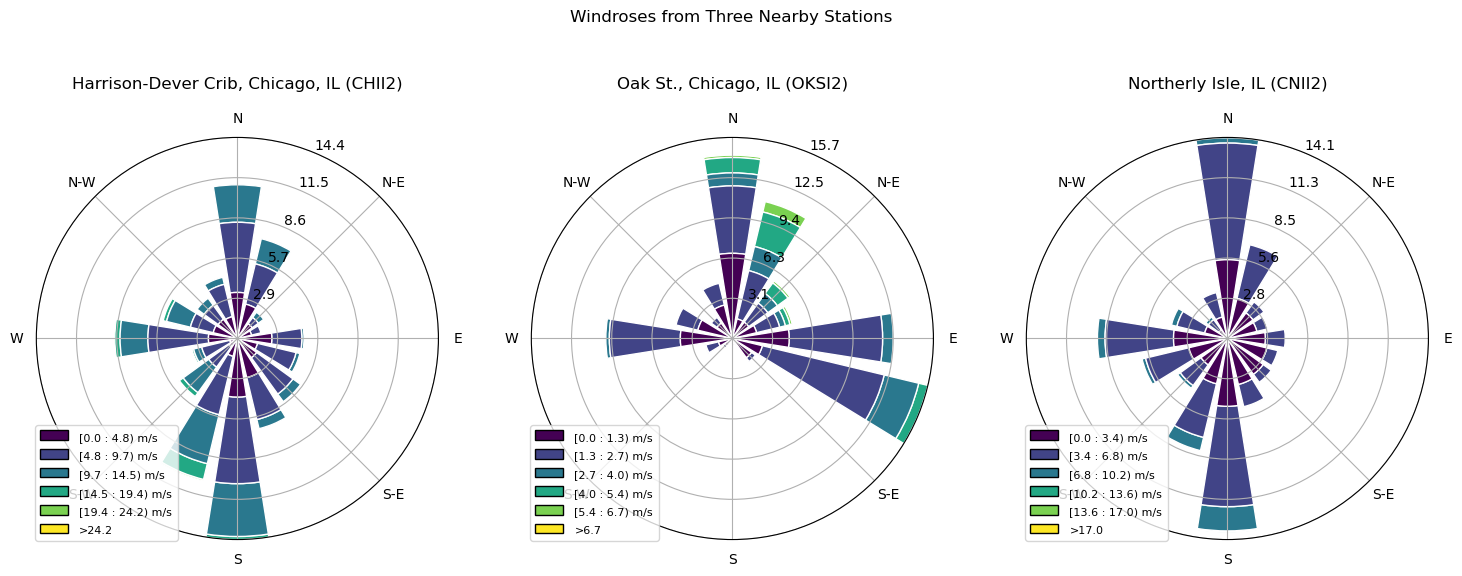 Windroses from Three Nearby Stations
Harrison-Dever Crib, Chicago, IL (CHII2)
N
14.4
N-W
11.5
N-E
8.6
5.7
2.9
W
E
[0.0 : 4.8) m/s
[4.8 : 9.7) m/s
[9.7 : 14.5) m/s
[14.5 : 19.4) m/s
[19.4 : 24.2) m/s
>24.2
S-E
S
Oak St., Chicago, IL (OKSI2)
N
15.7
N-W
12.5
N-E
9.4
6.3
3.1
W
E
[0.0 : 1.3) m/s
[1.3 : 2.7) m/s
[2.7 : 4.0) m/s
[4.0 : 5.4) m/s
[5.4 : 6.7) m/s
>6.7
S-E
S
Northerly Isle, IL (CNII2)
N
14.1
N-W
11.3
N-E
8.5
5.6
2.8
W
E
[0.0 : 3.4) m/s
[3.4 : 6.8) m/s
[6.8 : 10.2) m/s
[10.2 : 13.6) m/s
[13.6 : 17.0) m/s
>17.0
S-E
S